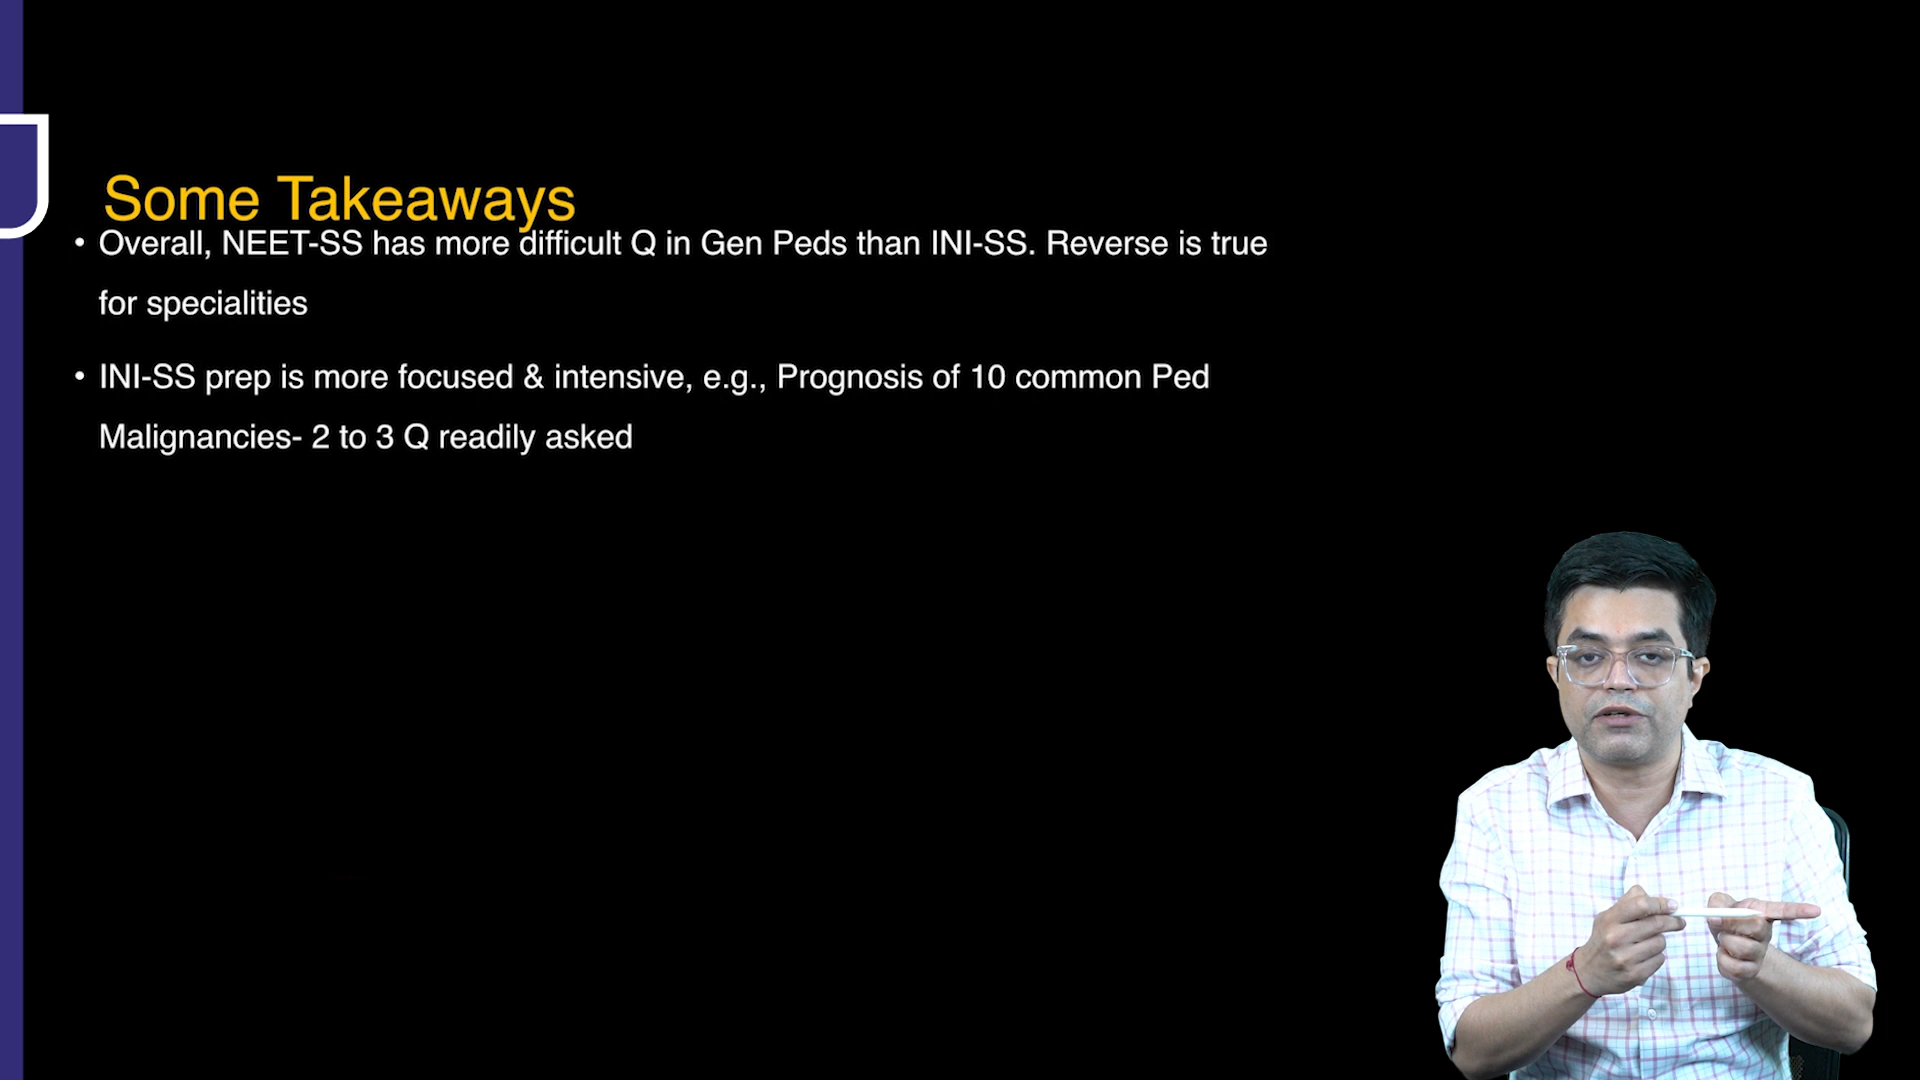 Some Takeaways
• Overall, NEET-SS has more difficult Q in Gen Peds than INI-SS. Reverse is true
for specialities
• INI-SS prep is more focused & intensive, e.g., Prognosis of 10 common Ped
Malignancies- 2 to 3 Q readily asked